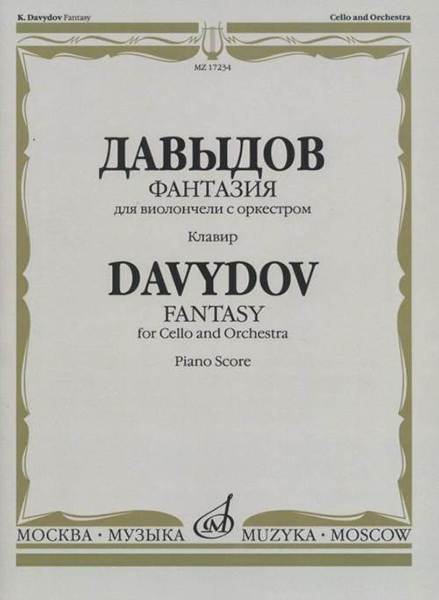 K. Davydov Fantasy Cello and Orchestra
MZ 17234
ДАВЫДОВ
ФАНТАЗИЯ
для виолончели с оркестром
Клавир
DAVYDOV
FANTASY
for Cello and Orchestra
Piano Score
МОСКВА · МУЗЫКА MUZYKA · MOSCOW